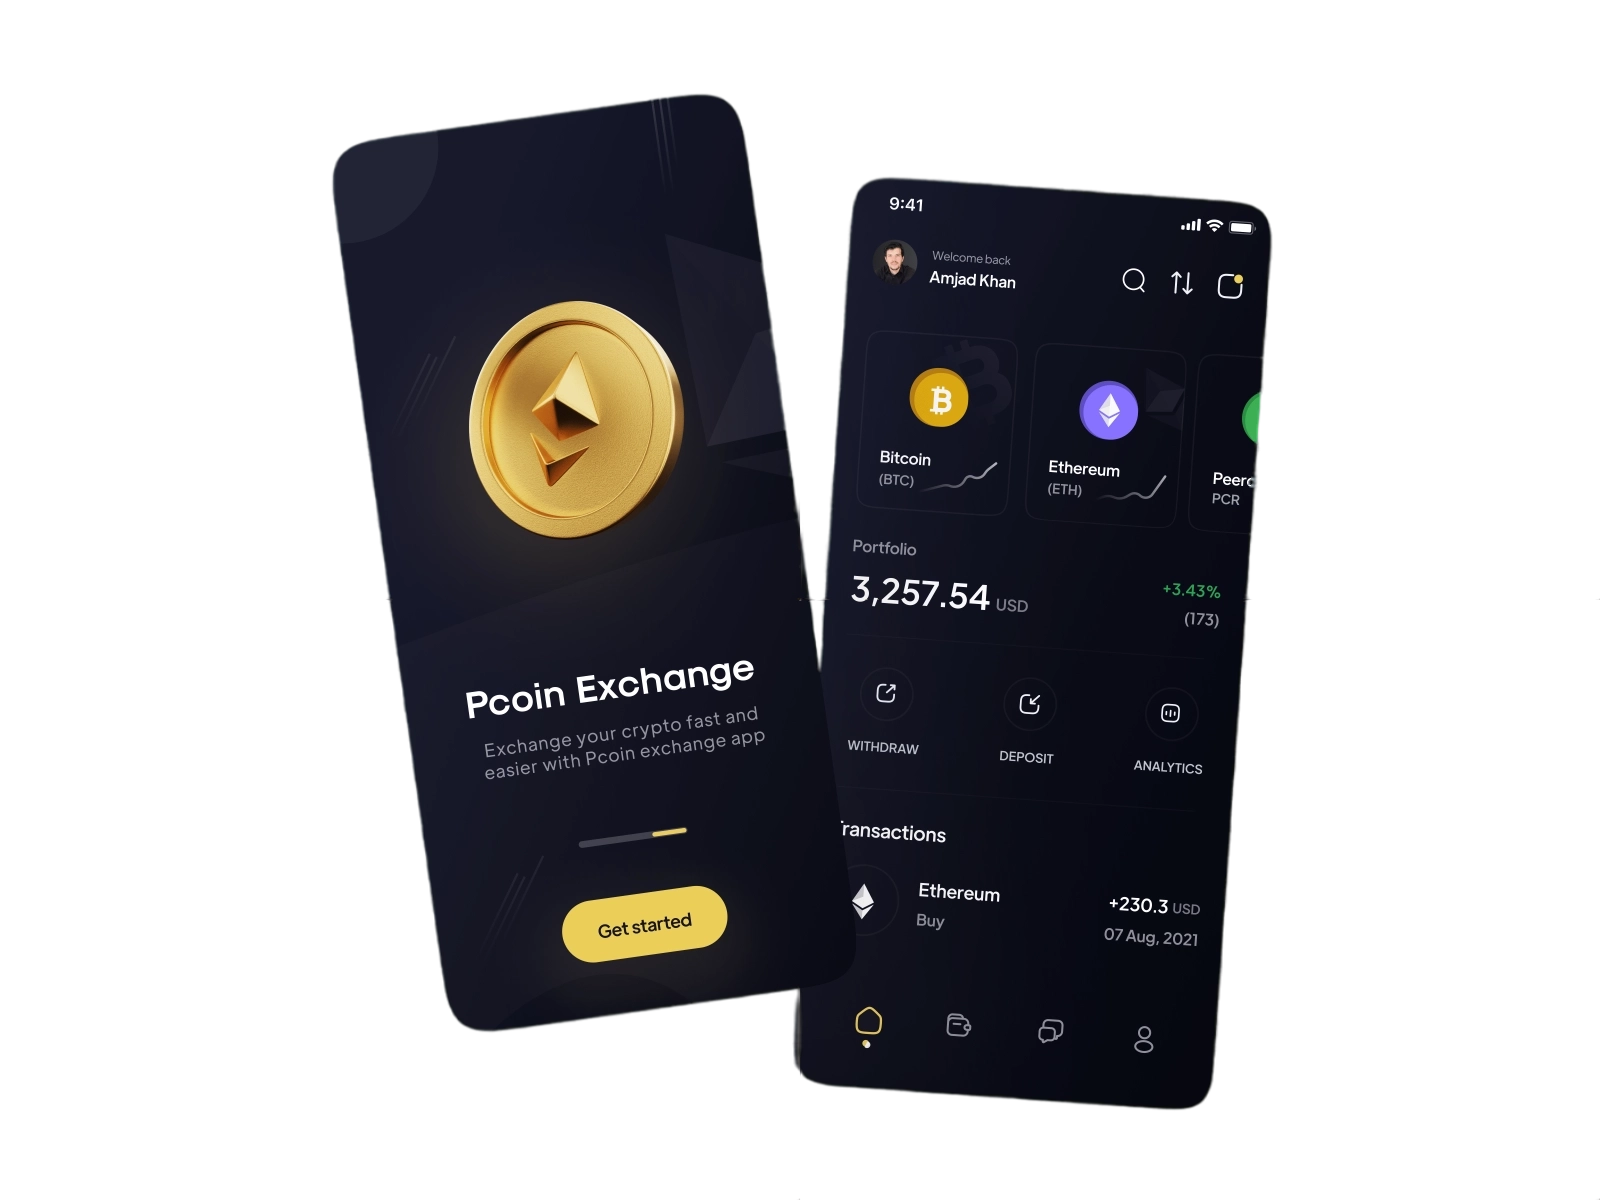 Pcoin Exchange
Exchange your crypto fast and
easier with Pcoin exchange app
Get started
9:41
Welcome back
Amjad Khan
Bitcoin
(BTC)
Ethereum
(ETH)
Peerc
PCR
Portfolio
3,257.54 USD
+3.43%
(173)
WITHDRAW
DEPOSIT
ANALYTICS
Transactions
Ethereum
Buy
+230.3 USD
07 Aug, 2021